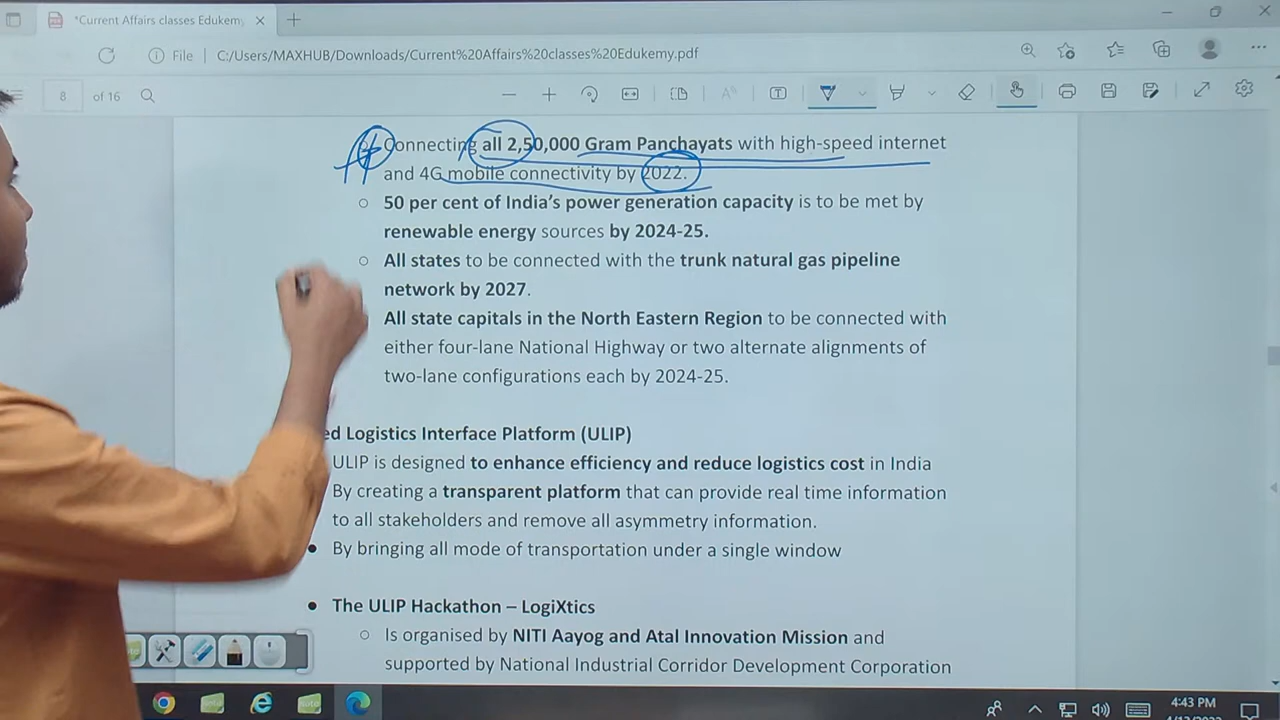 *Current Affairs classes Edukemy
File C:/Users/MAXHUB/Downloads/Current%20Affairs%20classes%20Edukemy.pdf
8 of 16
Connecting all 2,50,000 Gram Panchayats with high-speed internet
and 4G mobile connectivity by 2022.
○ 50 per cent of India’s power generation capacity is to be met by
renewable energy sources by 2024-25.
○ All states to be connected with the trunk natural gas pipeline
network by 2027.
All state capitals in the North Eastern Region to be connected with
either four-lane National Highway or two alternate alignments of
two-lane configurations each by 2024-25.
ed Logistics Interface Platform (ULIP)
ULIP is designed to enhance efficiency and reduce logistics cost in India
By creating a transparent platform that can provide real time information
to all stakeholders and remove all asymmetry information.
● By bringing all mode of transportation under a single window
● The ULIP Hackathon – LogiXtics
○ Is organised by NITI Aayog and Atal Innovation Mission and
supported by National Industrial Corridor Development Corporation
4:43 PM